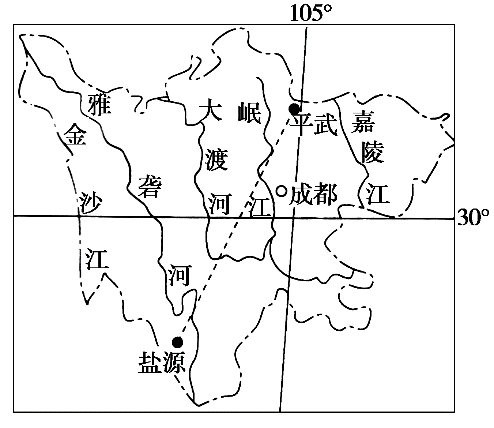 105°
雅
大 岷
平武
嘉
金
陵
渡
砻
成都
沙
河
江
江
30°
江
河
盐源